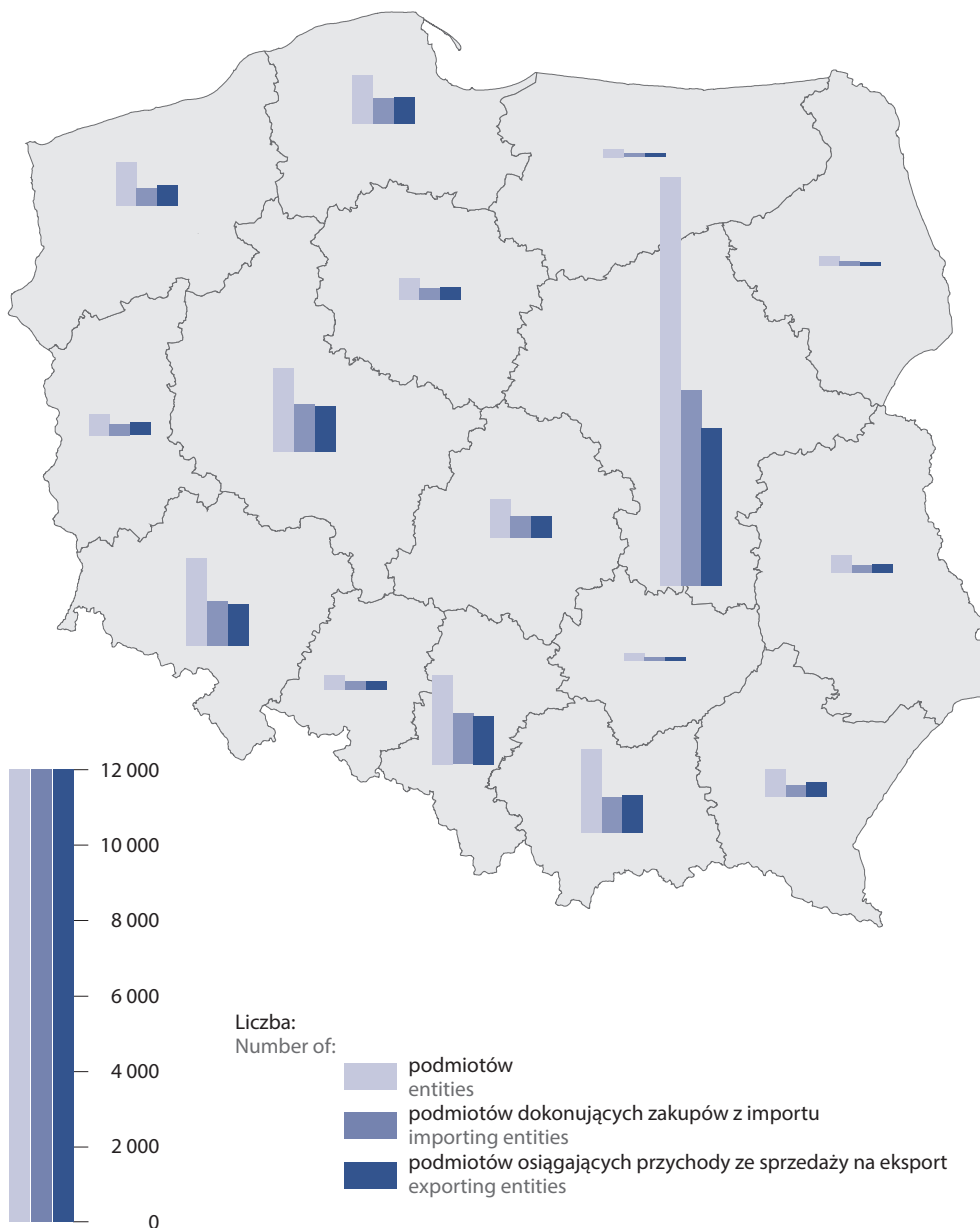 12 000
10 000
8 000
6 000
4 000
2 000
0
Liczba:
Number of:
podmiotów
entities
podmiotów dokonujących zakupów z importu
importing entities
podmiotów osiągających przychody ze sprzedaży na eksport
exporting entities